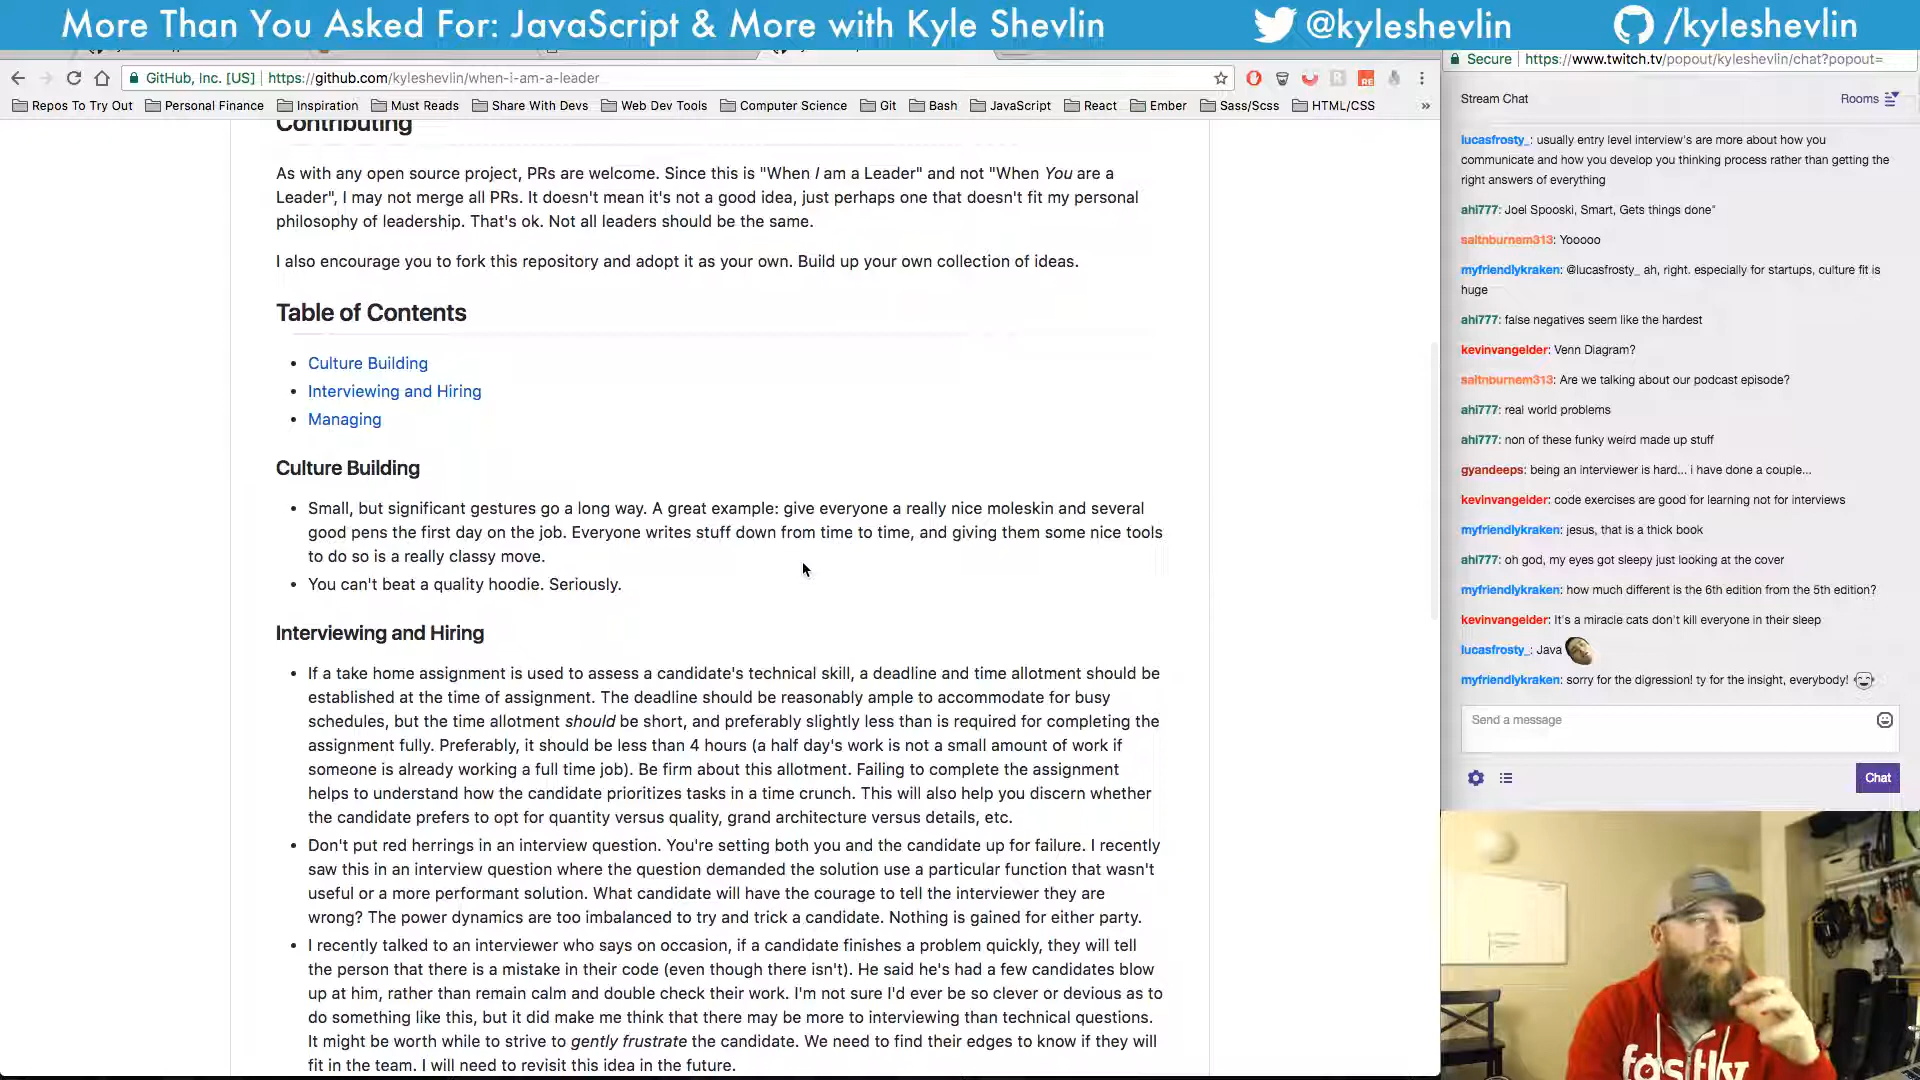 More Than You Asked For: JavaScript & More with Kyle Shevlin
@kyleshevlin
/kyleshevlin
GitHub, Inc. [US] | https://github.com/kyleshevlin/when-i-am-a-leader
Repos To Try Out
Personal Finance
Inspiration
Must Reads
Share With Devs
Web Dev Tools
Computer Science
Git
Bash
JavaScript
React
Ember
Sass/Scss
HTML/CSS
»
Contributing
As with any open source project, PRs are welcome. Since this is "When I am a Leader" and not "When You are a
Leader", I may not merge all PRs. It doesn't mean it's not a good idea, just perhaps one that doesn't fit my personal
philosophy of leadership. That's ok. Not all leaders should be the same.
I also encourage you to fork this repository and adopt it as your own. Build up your own collection of ideas.
Table of Contents
• Culture Building
• Interviewing and Hiring
• Managing
Culture Building
• Small, but significant gestures go a long way. A great example: give everyone a really nice moleskin and several
good pens the first day on the job. Everyone writes stuff down from time to time, and giving them some nice tools
to do so is a really classy move.
• You can't beat a quality hoodie. Seriously.
Interviewing and Hiring
• If a take home assignment is used to assess a candidate's technical skill, a deadline and time allotment should be
established at the time of assignment. The deadline should be reasonably ample to accommodate for busy
schedules, but the time allotment should be short, and preferably slightly less than is required for completing the
assignment fully. Preferably, it should be less than 4 hours (a half day's work is not a small amount of work if
someone is already working a full time job). Be firm about this allotment. Failing to complete the assignment
helps to understand how the candidate prioritizes tasks in a time crunch. This will also help you discern whether
the candidate prefers to opt for quantity versus quality, grand architecture versus details, etc.
• Don't put red herrings in an interview question. You're setting both you and the candidate up for failure. I recently
saw this in an interview question where the question demanded the solution use a particular function that wasn't
useful or a more performant solution. What candidate will have the courage to tell the interviewer they are
wrong? The power dynamics are too imbalanced to try and trick a candidate. Nothing is gained for either party.
• I recently talked to an interviewer who says on occasion, if a candidate finishes a problem quickly, they will tell
the person that there is a mistake in their code (even though there isn't). He said he's had a few candidates blow
up at him, rather than remain calm and double check their work. I'm not sure I'd ever be so clever or devious as to
do something like this, but it did make me think that there may be more to interviewing than technical questions.
It might be worth while to strive to gently frustrate the candidate. We need to find their edges to know if they will
fit in the team. I will need to revisit this idea in the future.
Secure | https://www.twitch.tv/popout/kyleshevlin/chat?popout=
Stream Chat
Rooms
lucasfrosty_: usually entry level interview's are more about how you
communicate and how you develop you thinking process rather than getting the
right answers of everything
ahi777: Joel Spooski, Smart, Gets things done"
saltnburnem313: Yooooo
myfriendlykraken: @lucasfrosty_ ah, right. especially for startups, culture fit is
huge
ahi777: false negatives seem like the hardest
kevinvangelder: Venn Diagram?
saltnburnem313: Are we talking about our podcast episode?
ahi777: real world problems
ahi777: non of these funky weird made up stuff
gyandeeps: being an interviewer is hard... i have done a couple...
kevinvangelder: code exercises are good for learning not for interviews
myfriendlykraken: jesus, that is a thick book
ahi777: oh god, my eyes got sleepy just looking at the cover
myfriendlykraken: how much different is the 6th edition from the 5th edition?
kevinvangelder: It's a miracle cats don't kill everyone in their sleep
lucasfrosty_: Java
myfriendlykraken: sorry for the digression! ty for the insight, everybody!
Send a message
Chat
fastly